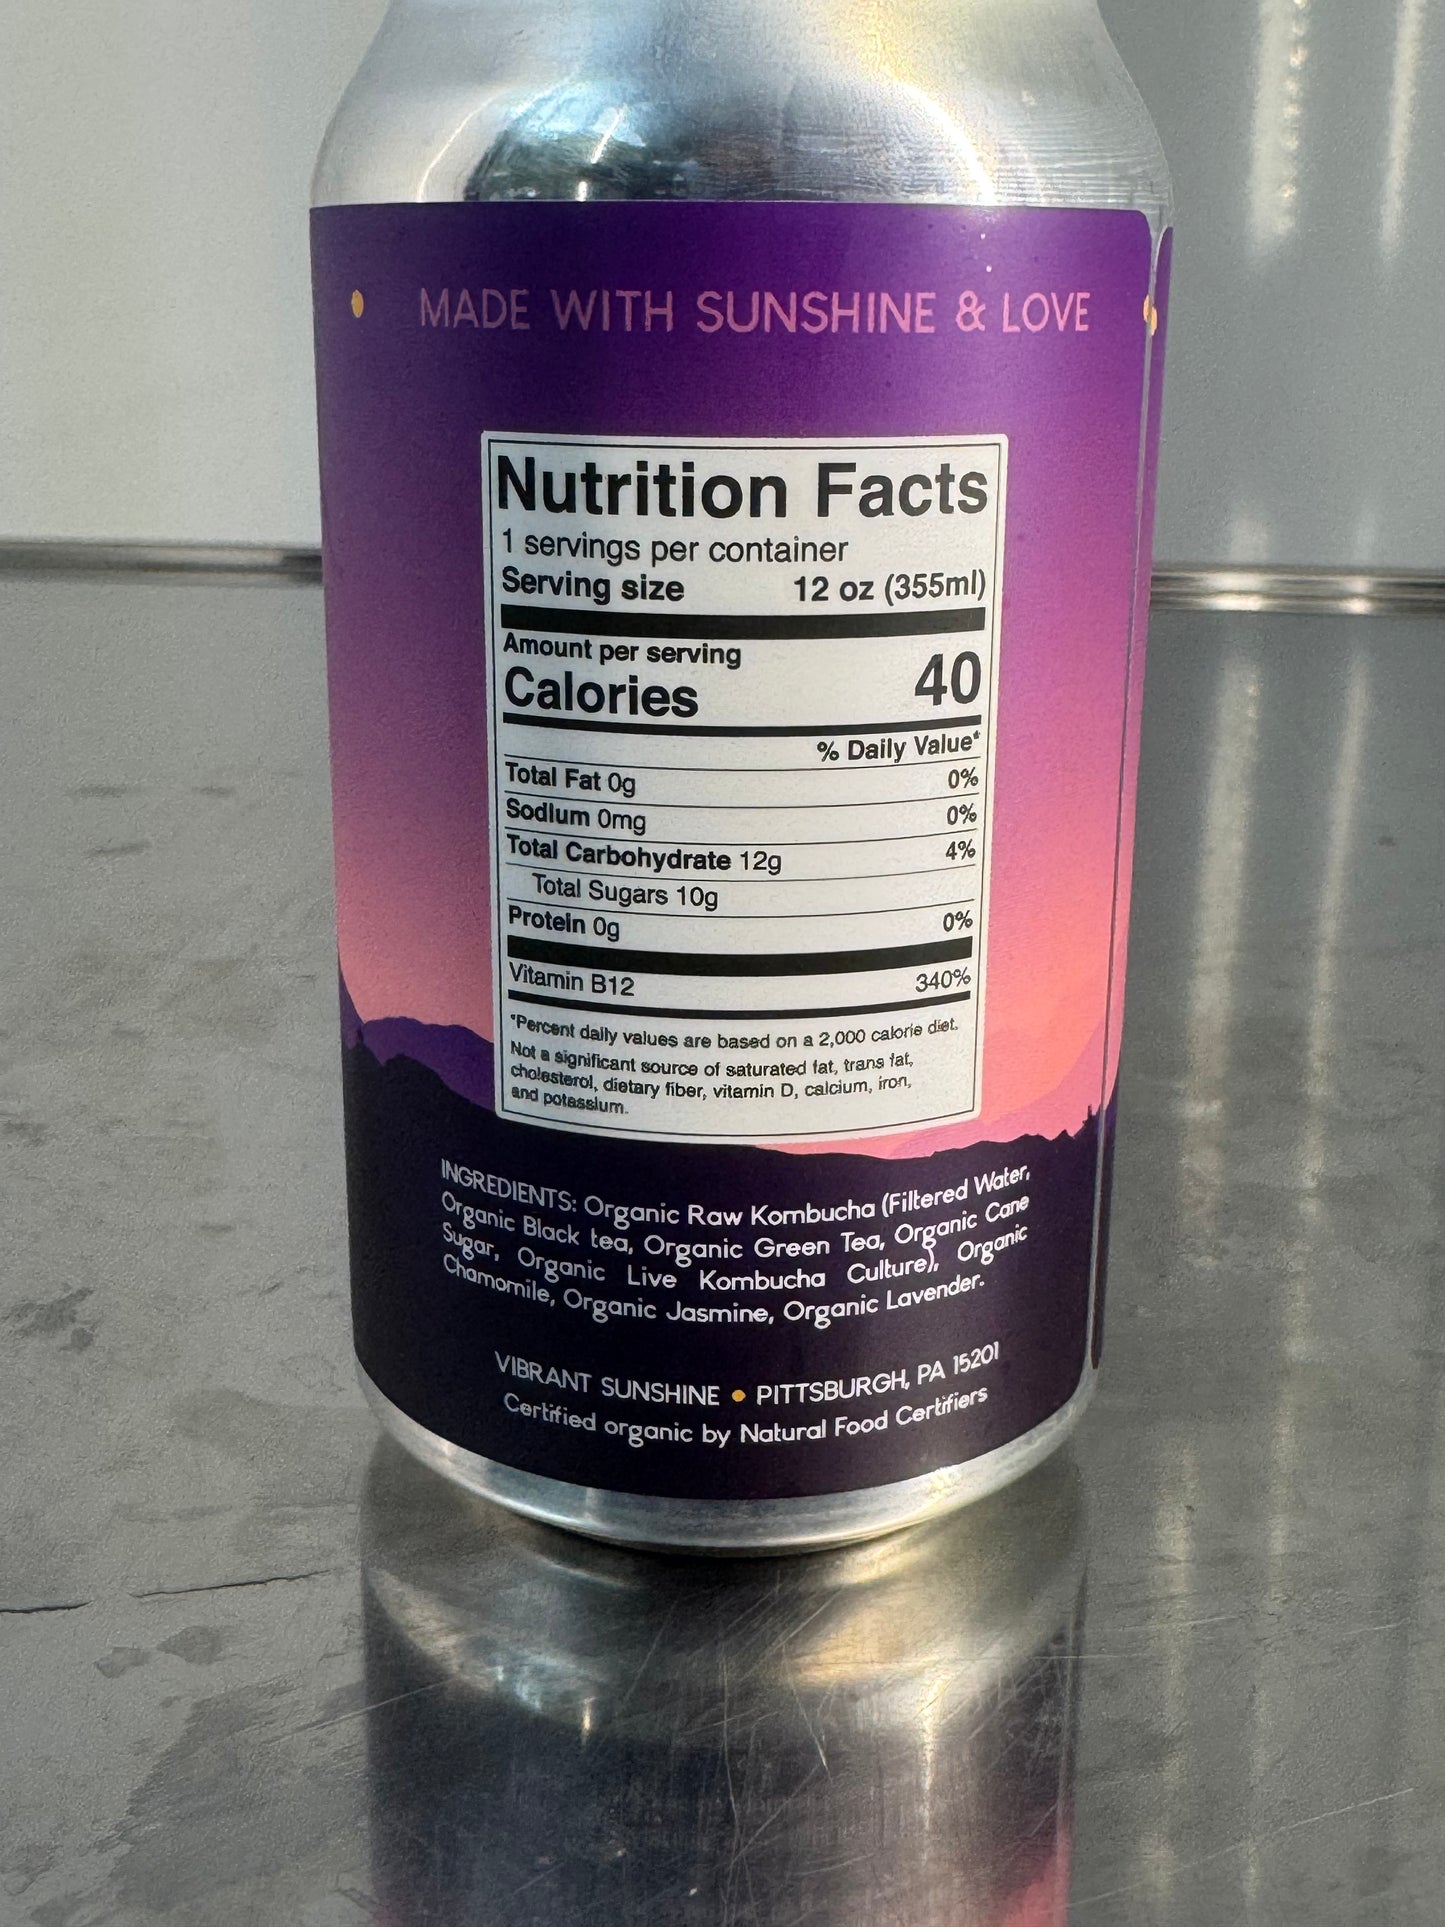 MADE WITH SUNSHINE & LOVE
Nutrition Facts
1 servings per container
Serving size 12 oz (355ml)
Amount per serving
Calories 40
% Daily Value*
Total Fat 0g 0%
Sodium 0mg 0%
Total Carbohydrate 12g 4%
Total Sugars 10g
Protein 0g 0%
Vitamin B12 340%
*Percent daily values are based on a 2,000 calorie diet.
Not a significant source of saturated fat, trans fat,
cholesterol, dietary fiber, vitamin D, calcium, iron,
and potassium.
INGREDIENTS: Organic Raw Kombucha (Filtered Water,
Organic Black tea, Organic Green Tea, Organic Cane
Sugar, Organic Live Kombucha Culture), Organic
Chamomile, Organic Jasmine, Organic Lavender.
VIBRANT SUNSHINE • PITTSBURGH, PA 15201
Certified organic by Natural Food Certifiers